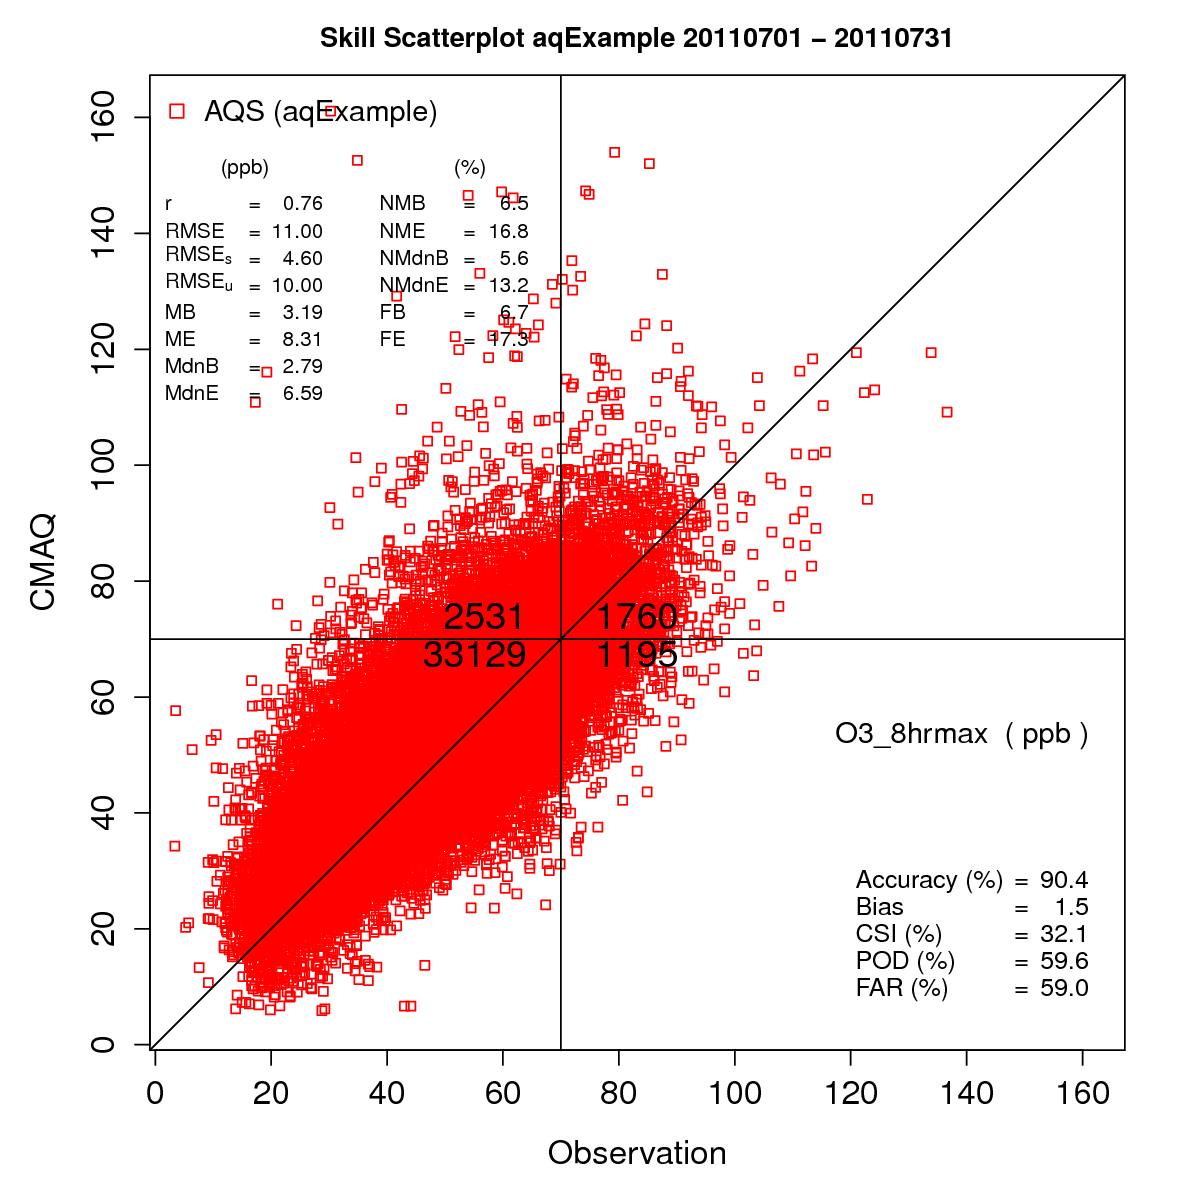 Skill Scatterplot aqExample 20110701 − 20110731
AQS (aqExample)
(ppb) (%)
r = 0.76 NMB = 6.5
RMSE = 11.00 NME = 16.8
RMSEs = 4.60 NMdnB = 5.6
RMSEu = 10.00 NMdnE = 13.2
MB = 3.19 FB = 6.7
ME = 8.31 FE = 17.3
MdnB = 2.79
MdnE = 6.59
2531 1760
33129 1195
O3_8hrmax ( ppb )
Accuracy (%) = 90.4
Bias = 1.5
CSI (%) = 32.1
POD (%) = 59.6
FAR (%) = 59.0
CMAQ
160
140
120
100
80
60
40
20
0
0 20 40 60 80 100 120 140 160
Observation